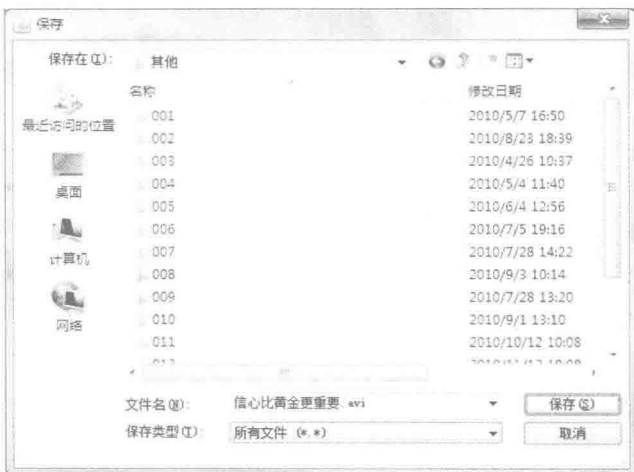 保存
保存在(I):
其他
名称
修改日期
最近访问的位置
桌面
计算机
网络
001 2010/5/7 16:50
002 2010/8/23 18:39
003 2010/4/26 10:37
004 2010/5/4 11:40
005 2010/6/4 12:56
006 2010/7/5 19:16
007 2010/7/28 14:22
008 2010/9/3 10:14
009 2010/7/28 13:20
010 2010/9/1 13:10
011 2010/10/12 10:08
文件名(N): 信心比黄金更重要.avi 保存(S)
保存类型(T): 所有文件 (*.*) 取消